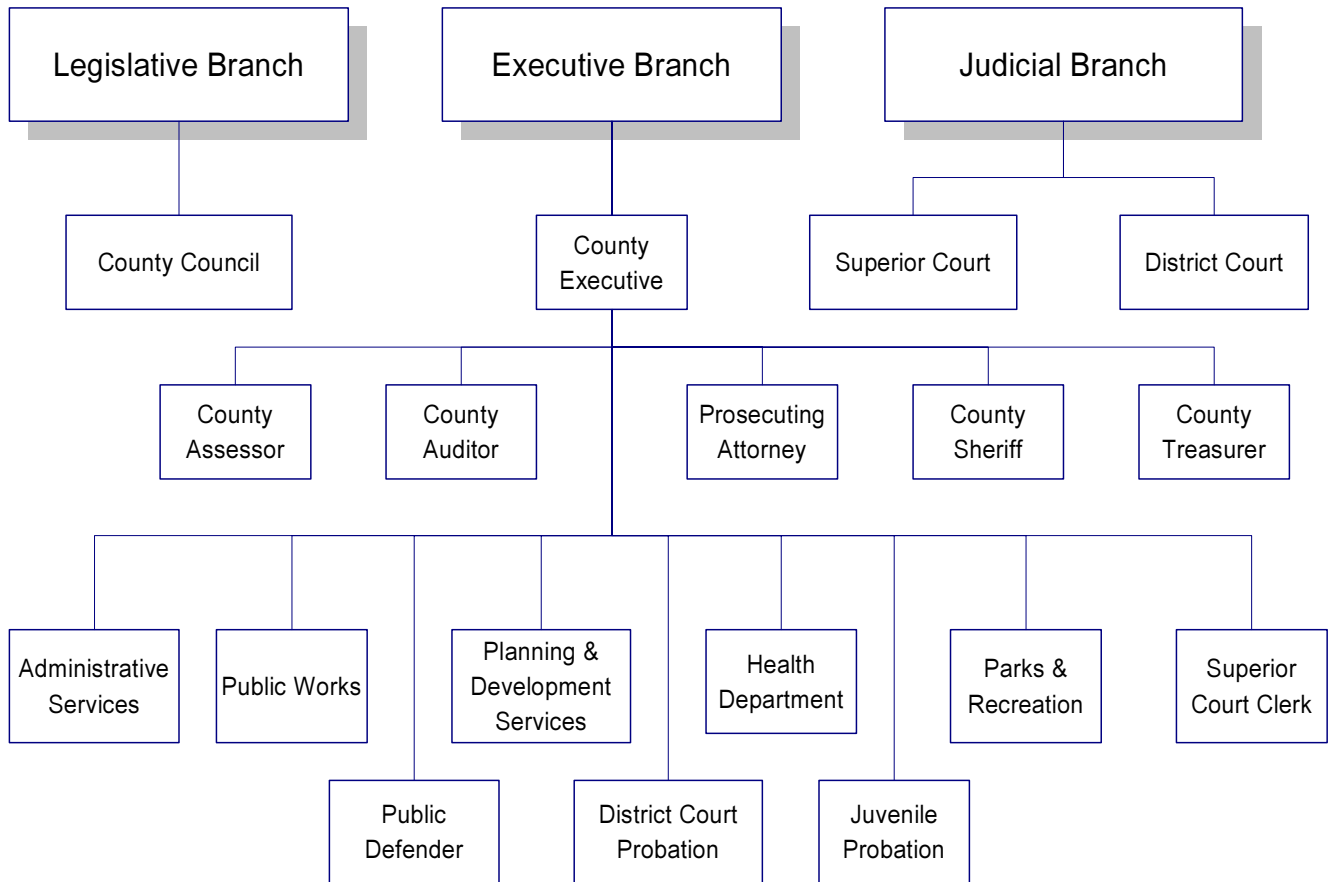 Legislative Branch
Executive Branch
Judicial Branch
County Council
County
Executive
Superior Court
District Court
County
Assessor
County
Auditor
Prosecuting
Attorney
County
Sheriff
County
Treasurer
Administrative
Services
Public Works
Planning &
Development
Services
Health
Department
Parks &
Recreation
Superior
Court Clerk
Public
Defender
District Court
Probation
Juvenile
Probation